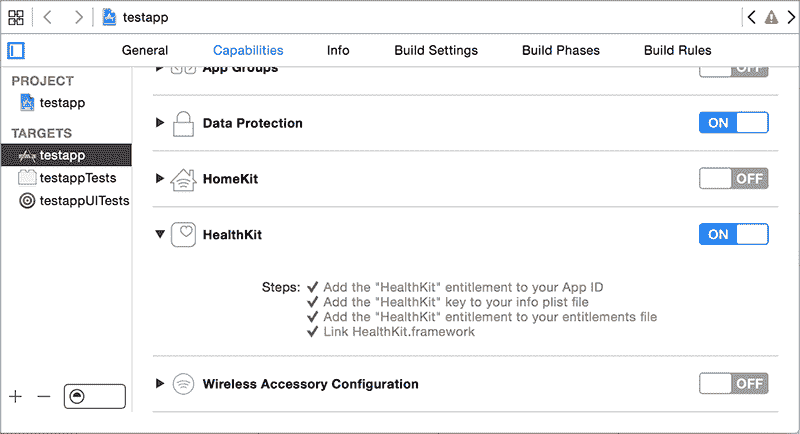 testapp
General Capabilities Info Build Settings Build Phases Build Rules
PROJECT
testapp
TARGETS
testapp
testappTests
testappUITests
App Groups OFF
Data Protection ON
HomeKit OFF
HealthKit ON
Steps: ✓ Add the "HealthKit" entitlement to your App ID
✓ Add the "HealthKit" key to your info plist file
✓ Add the "HealthKit" entitlement to your entitlements file
✓ Link HealthKit.framework
Wireless Accessory Configuration OFF